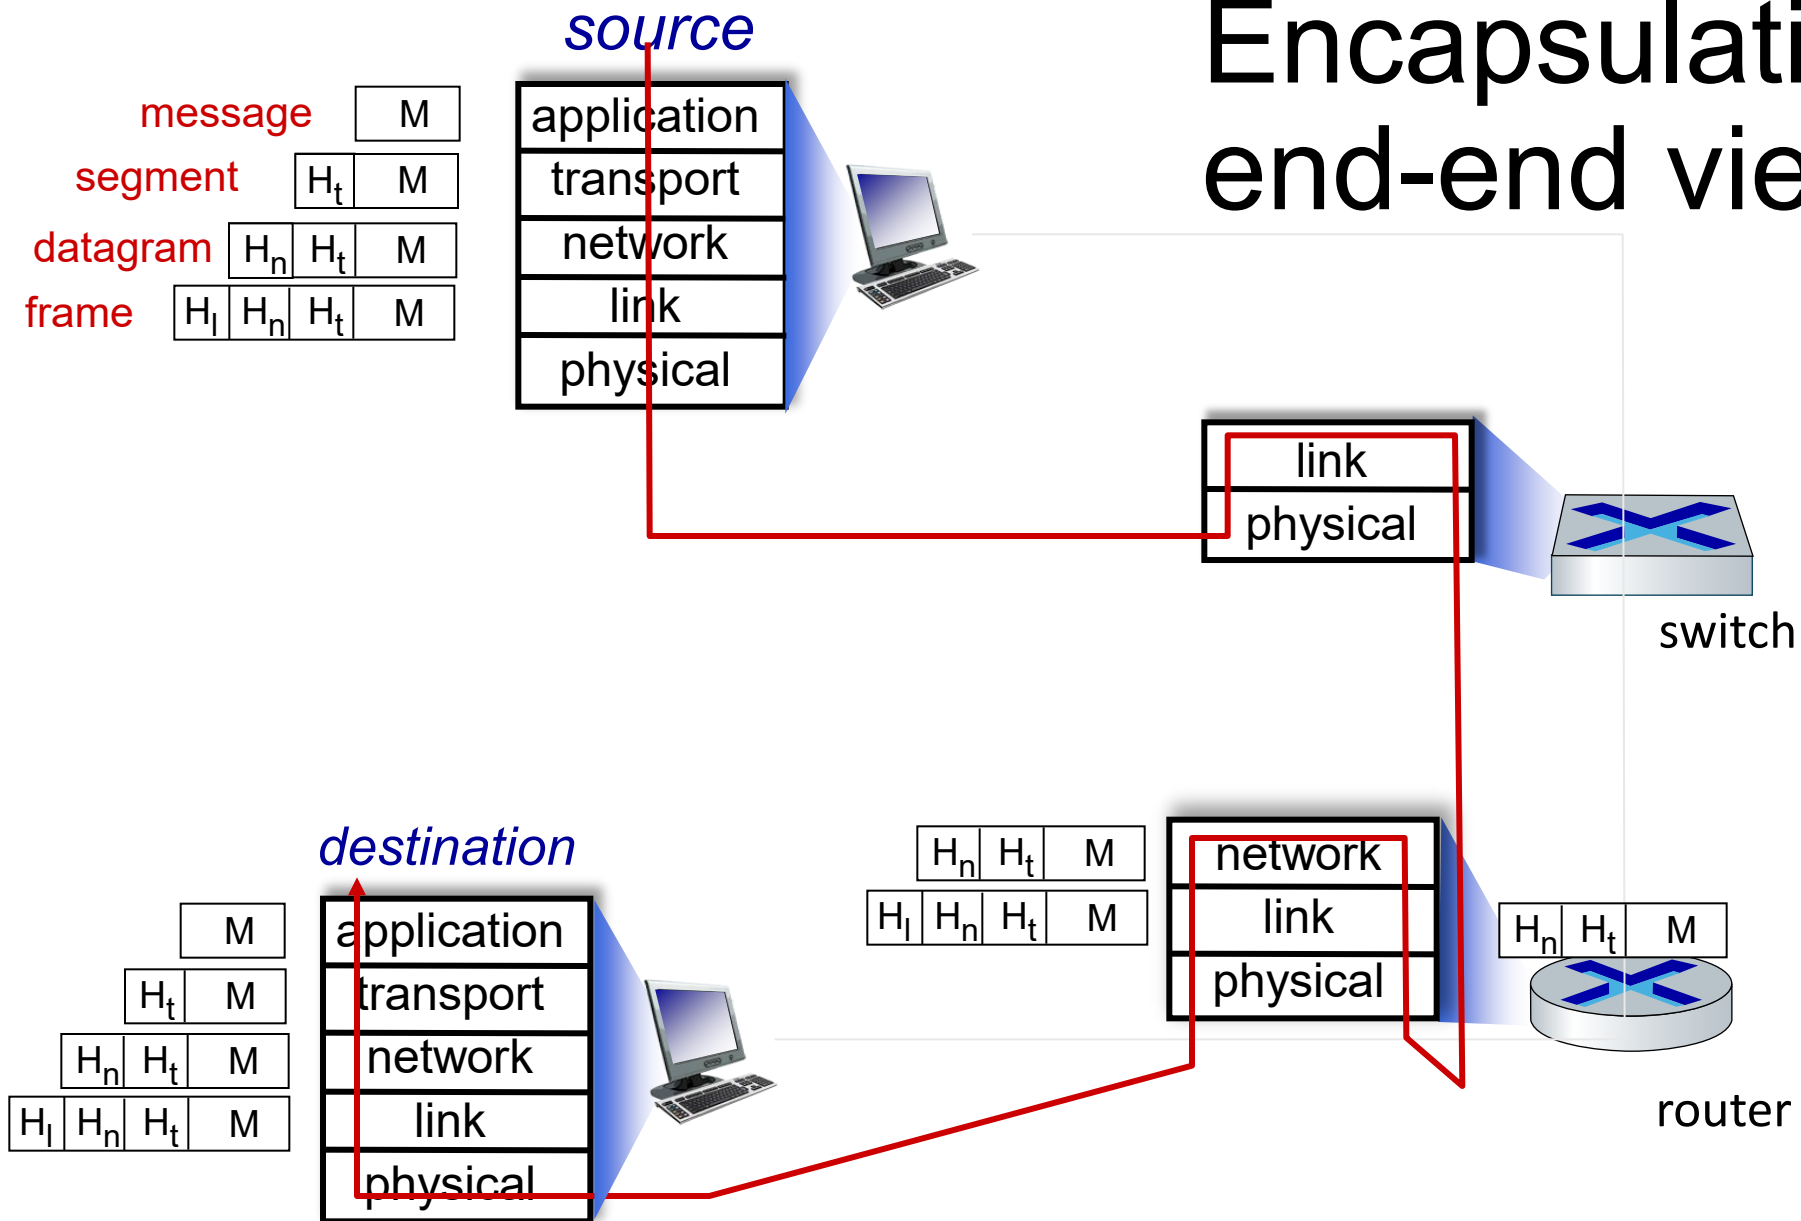 source
Encapsulati
end-end vie
message M
segment Ht M
datagram Hn Ht M
frame Hl Hn Ht M
application
transport
network
link
physical
link
physical
switch
destination
M
Ht M
Hn Ht M
Hl Hn Ht M
application
transport
network
link
physical
Hn Ht M
Hl Hn Ht M
network
link
physical
Hn Ht M
router